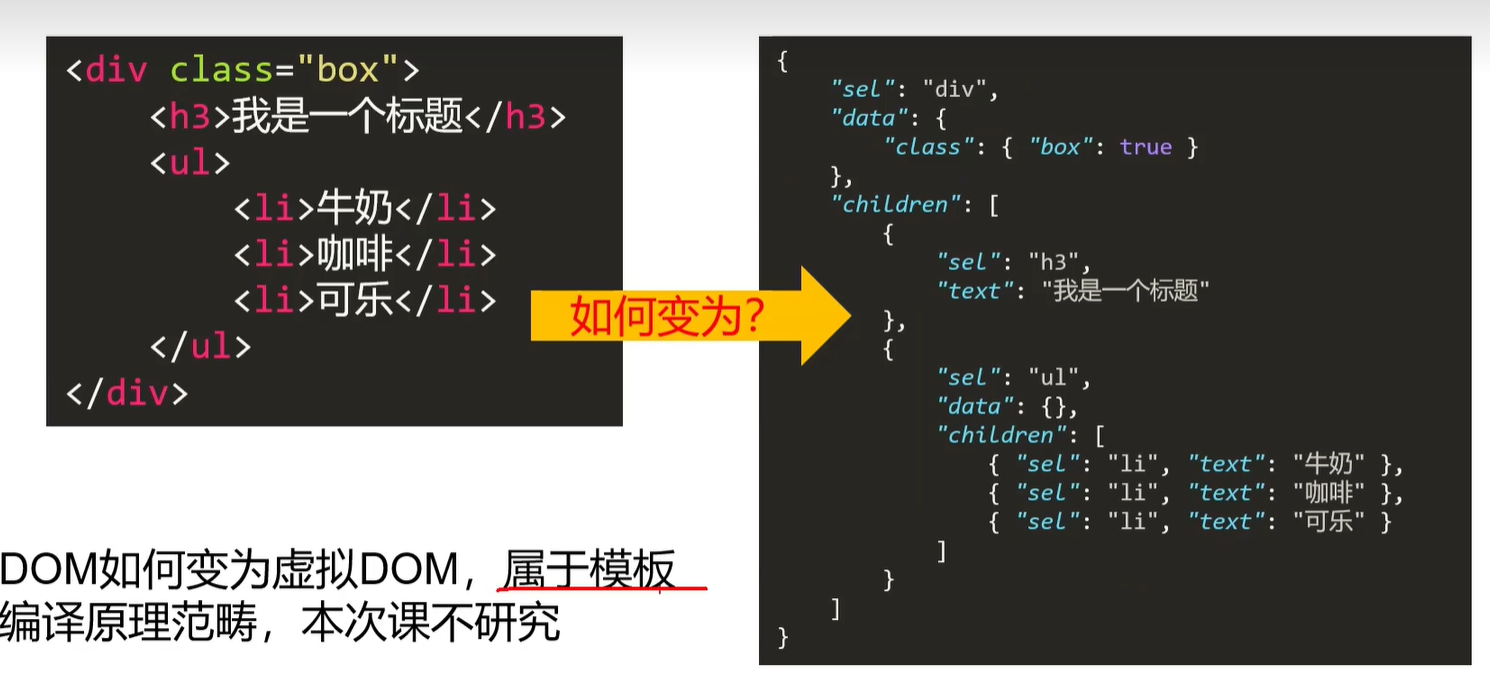 <div class="box">
    <h3>我是一个标题</h3>
    <ul>
        <li>牛奶</li>
        <li>咖啡</li>
        <li>可乐</li>
    </ul>
</div>
如何变为?
{
    "sel": "div",
    "data": {
        "class": { "box": true }
    },
    "children": [
        {
            "sel": "h3",
            "text": "我是一个标题"
        },
        {
            "sel": "ul",
            "data": {},
            "children": [
                { "sel": "li", "text": "牛奶" },
                { "sel": "li", "text": "咖啡" },
                { "sel": "li", "text": "可乐" }
            ]
        }
    ]
}
DOM如何变为虚拟DOM，属于模板
编译原理范畴，本次课不研究